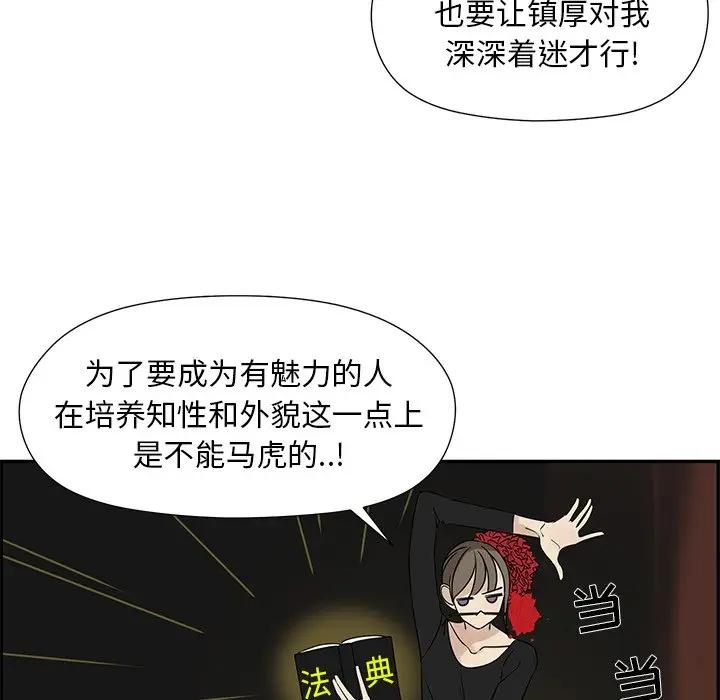 也要让镇厚对我
深深着迷才行!
为了要成为有魅力的人
在培养知性和外貌这一点上
是不能马虎的..!
当
当
法典